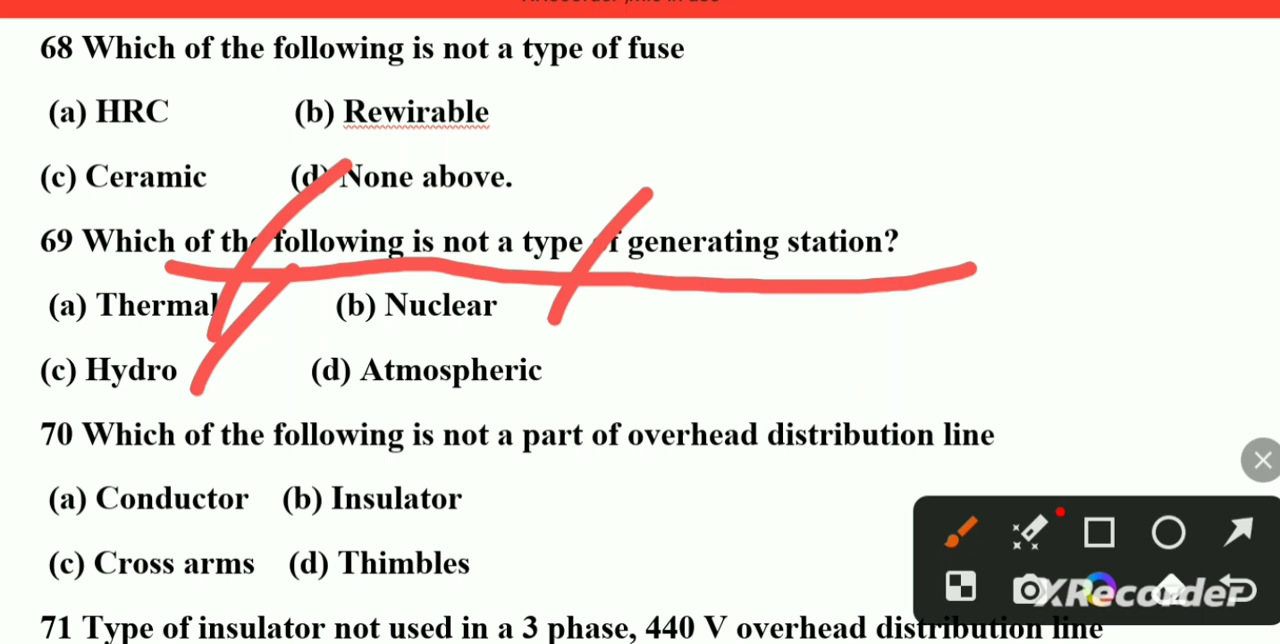 68 Which of the following is not a type of fuse
(a) HRC (b) Rewirable
(c) Ceramic (d) None above.
69 Which of the following is not a type of generating station?
(a) Thermal (b) Nuclear
(c) Hydro (d) Atmospheric
70 Which of the following is not a part of overhead distribution line
(a) Conductor (b) Insulator
(c) Cross arms (d) Thimbles
XRecorder
71 Type of insulator not used in a 3 phase, 440 V overhead distribution line